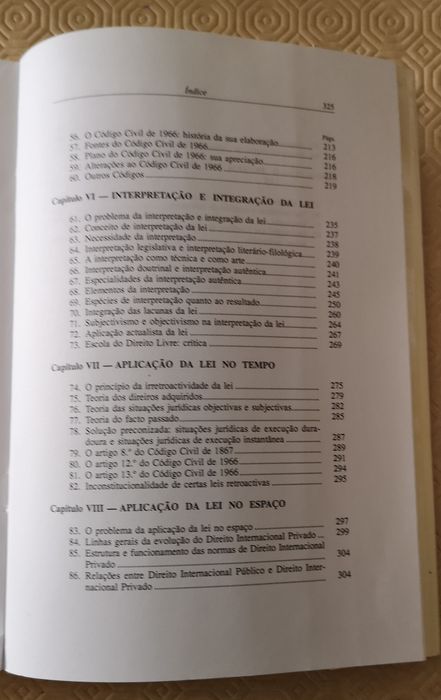 Índice
325
Págs.
56. O Código Civil de 1966: história da sua elaboração 213
57. Fontes do Código Civil de 1966 216
58. Plano do Código Civil de 1966: sua apreciação 216
59. Alterações ao Código Civil de 1966 218
60. Outros Códigos 219
Capítulo VI — INTERPRETAÇÃO E INTEGRAÇÃO DA LEI
61. O problema da interpretação e integração da lei 235
62. Conceito de interpretação da lei 237
63. Necessidade da interpretação 238
64. Interpretação legislativa e interpretação literário-filológica 239
65. A interpretação como técnica e como arte 240
66. Interpretação doutrinal e interpretação autêntica 241
67. Especialidades da interpretação autêntica 243
68. Elementos da interpretação 245
69. Espécies de interpretação quanto ao resultado 250
70. Integração das lacunas da lei 260
71. Subjectivismo e objectivismo na interpretação da lei 264
72. Aplicação actualista da lei 267
73. Escola do Direito Livre: crítica 269
Capítulo VII — APLICAÇÃO DA LEI NO TEMPO
74. O princípio da irretroactividade da lei 275
75. Teoria dos direiros adquiridos 279
76. Teoria das situações jurídicas objectivas e subjectivas 282
77. Teoria do facto passado 285
78. Solução preconizada: situações jurídicas de execução dura-
doura e situações jurídicas de execução instantânea 287
79. O artigo 8.º do Código Civil de 1867 289
80. O artigo 12.º do Código Civil de 1966 291
81. O artigo 13.º do Código Civil de 1966 294
82. Inconstitucionalidade de certas leis retroactivas 295
Capítulo VIII — APLICAÇÃO DA LEI NO ESPAÇO
83. O problema da aplicação da lei no espaço 297
84. Linhas gerais da evolução do Direito Internacional Privado 299
85. Estrutura e funcionamento das normas de Direito Internacional
Privado 304
86. Relações entre Direito Internacional Público e Direito Inter-
nacional Privado 304